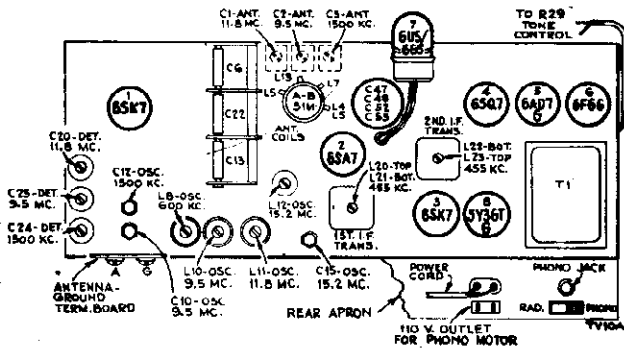 C1-ANT.
11.8 MC.
C2-ANT.
9.5 MC.
C3-ANT.
1500 KC.
TO R29
TONE
CONTROL
7
6U5/
6G5
C6
L13
L5
L7
A-B
51M
L4
L5
ANT.
COILS
C47
C48
C52
C55
1
6SK7
C22
C13
4
6SQ7
5
6AD7
G
6
6F6G
C20-DET.
11.8 MC.
C12-OSC.
1500 KC.
2
6SA7
2ND. I.F.
TRANS.
L22-BOT.
L23-TOP
455 KC.
T1
C23-DET.
9.5 MC.
L8-OSC.
600 KC.
L12-OSC.
15.2 MC.
L20-TOP
L21-BOT.
455 KC.
C24-DET.
1500 KC.
3
6SK7
8
5Y3GT
G
1ST. I.F.
TRANS.
A
G
L10-OSC.
9.5 MC.
L11-OSC.
11.8 MC.
C15-OSC.
15.2 MC.
ANTENNA-
GROUND
TERM. BOARD
C10-OSC.
9.5 MC.
REAR APRON
POWER
CORD
PHONO JACK
RAD.
PHONO
110 V. OUTLET
FOR PHONO MOTOR
TV10A